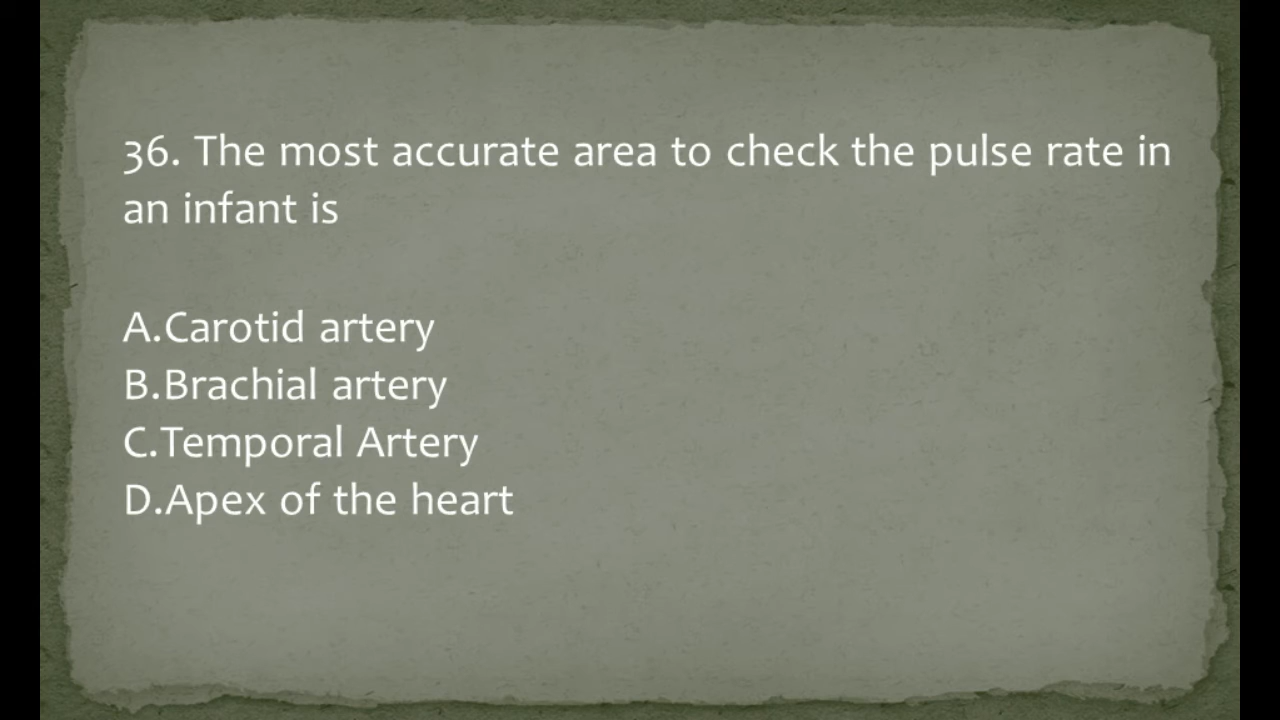 36. The most accurate area to check the pulse rate in
an infant is
A.Carotid artery
B.Brachial artery
C.Temporal Artery
D.Apex of the heart